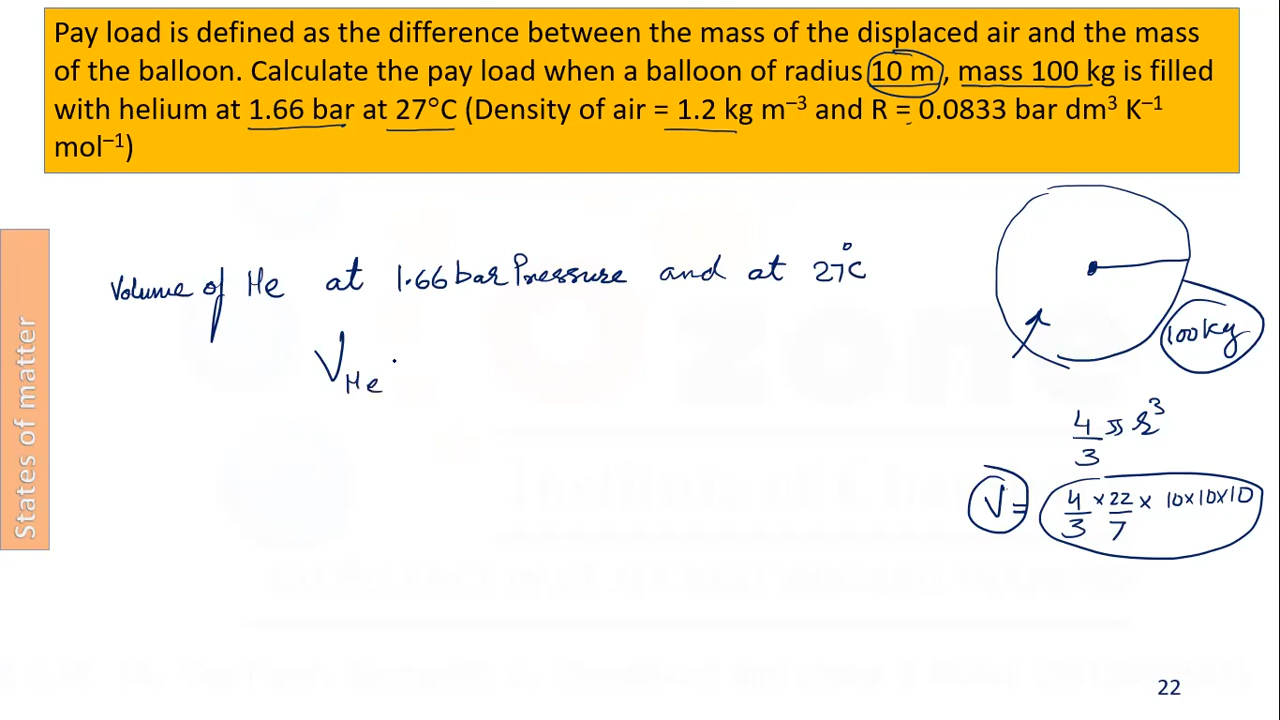 Pay load is defined as the difference between the mass of the displaced air and the mass
of the balloon. Calculate the pay load when a balloon of radius 10 m, mass 100 kg is filled
with helium at 1.66 bar at 27°C (Density of air = 1.2 kg m⁻³ and R = 0.0833 bar dm³ K⁻¹
mol⁻¹)
States of matter
Volume of He at 1.66 bar Pressure and at 27°C
V_He
100kg
4/3 π r³
V = 4/3 × 22/7 × 10×10×10
zone
22